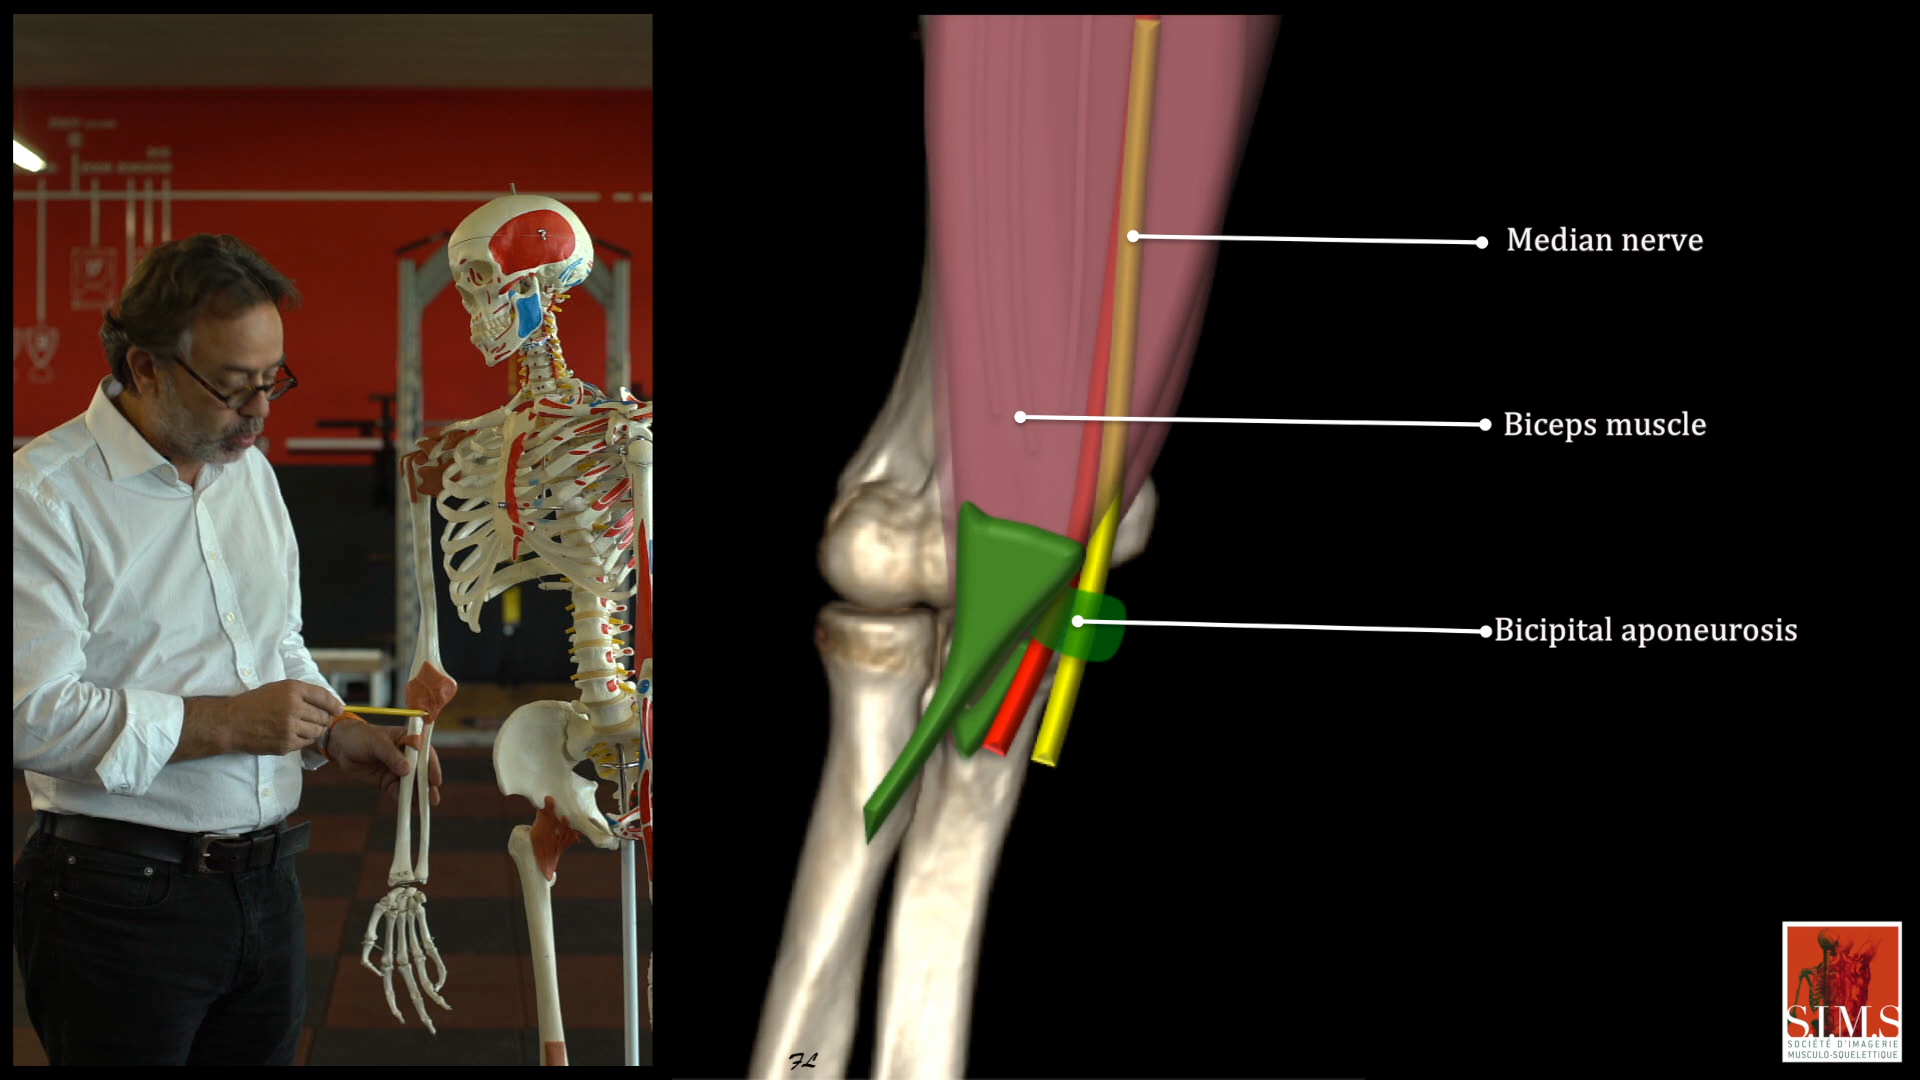 Median nerve
Biceps muscle
Bicipital aponeurosis
FL
S.I.M.S
SOCIÉTÉ D'IMAGERIE
MUSCULO-SQUELETTIQUE